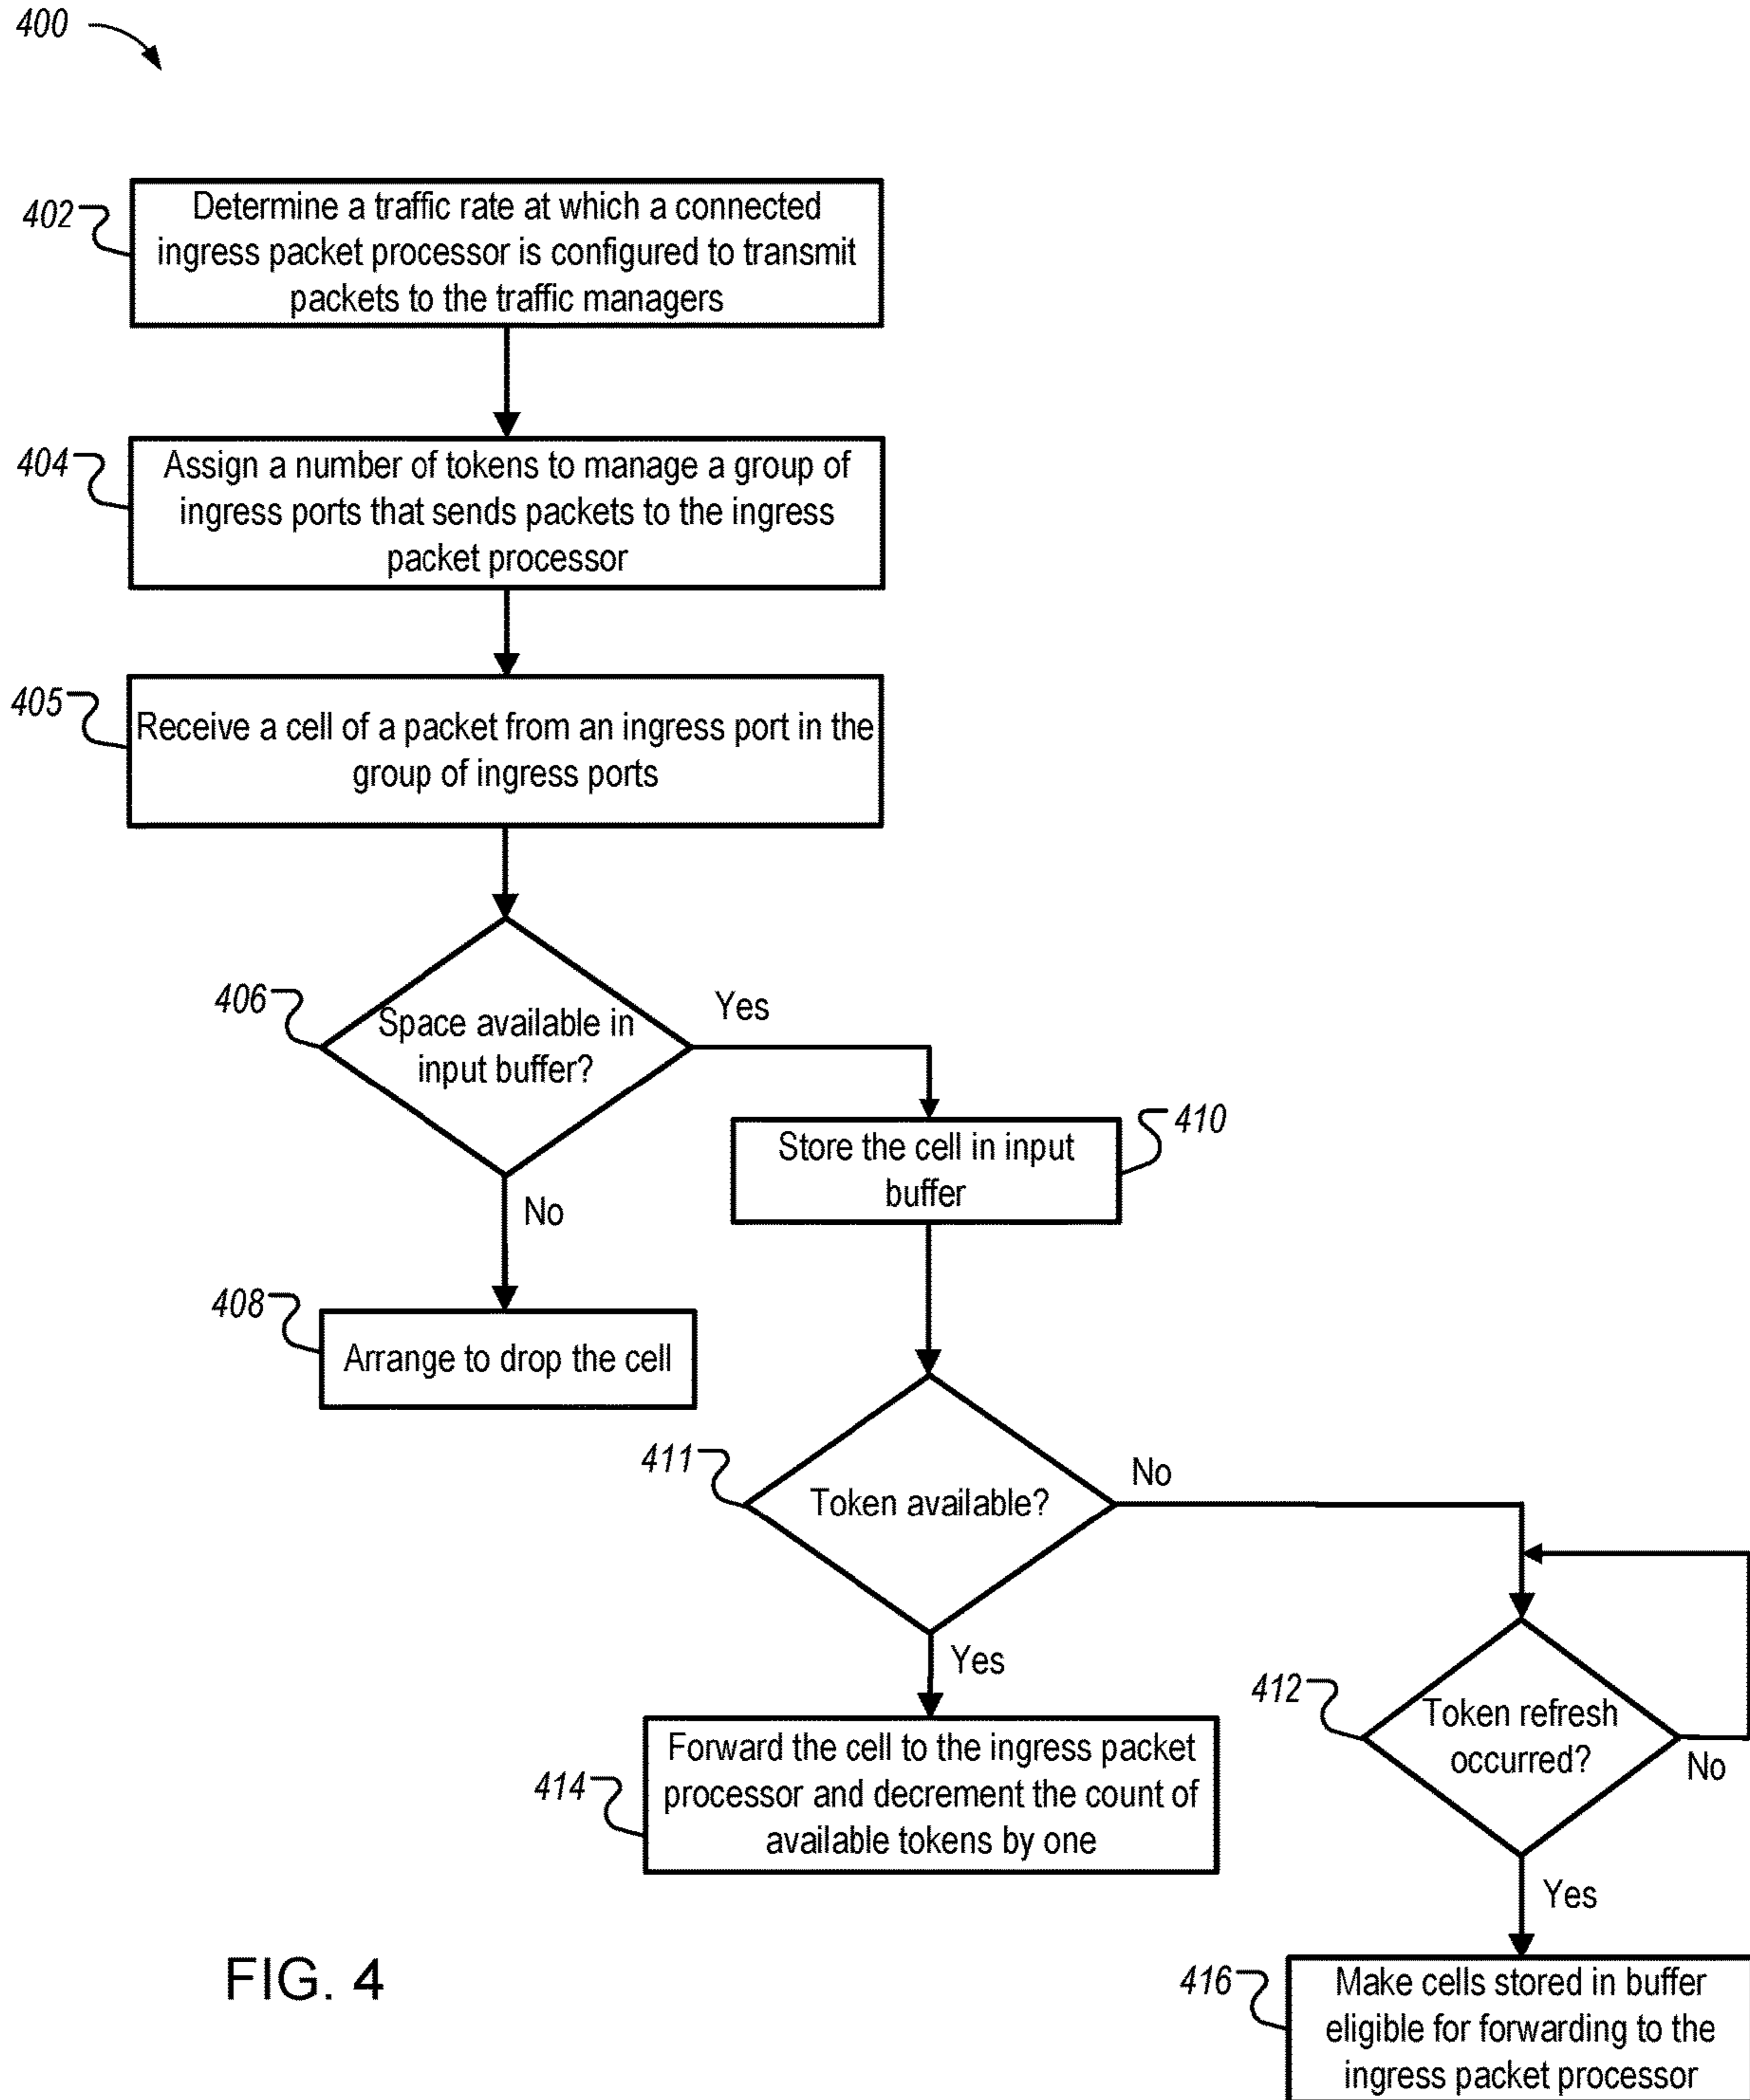 400
402
Determine a traffic rate at which a connected
ingress packet processor is configured to transmit
packets to the traffic managers
404
Assign a number of tokens to manage a group of
ingress ports that sends packets to the ingress
packet processor
405
Receive a cell of a packet from an ingress port in the
group of ingress ports
406
Space available in
input buffer?
Yes
No
410
Store the cell in input
buffer
408
Arrange to drop the cell
411
Token available?
No
Yes
412
Token refresh
occurred?
No
Yes
414
Forward the cell to the ingress packet
processor and decrement the count of
available tokens by one
416
Make cells stored in buffer
eligible for forwarding to the
ingress packet processor
FIG. 4